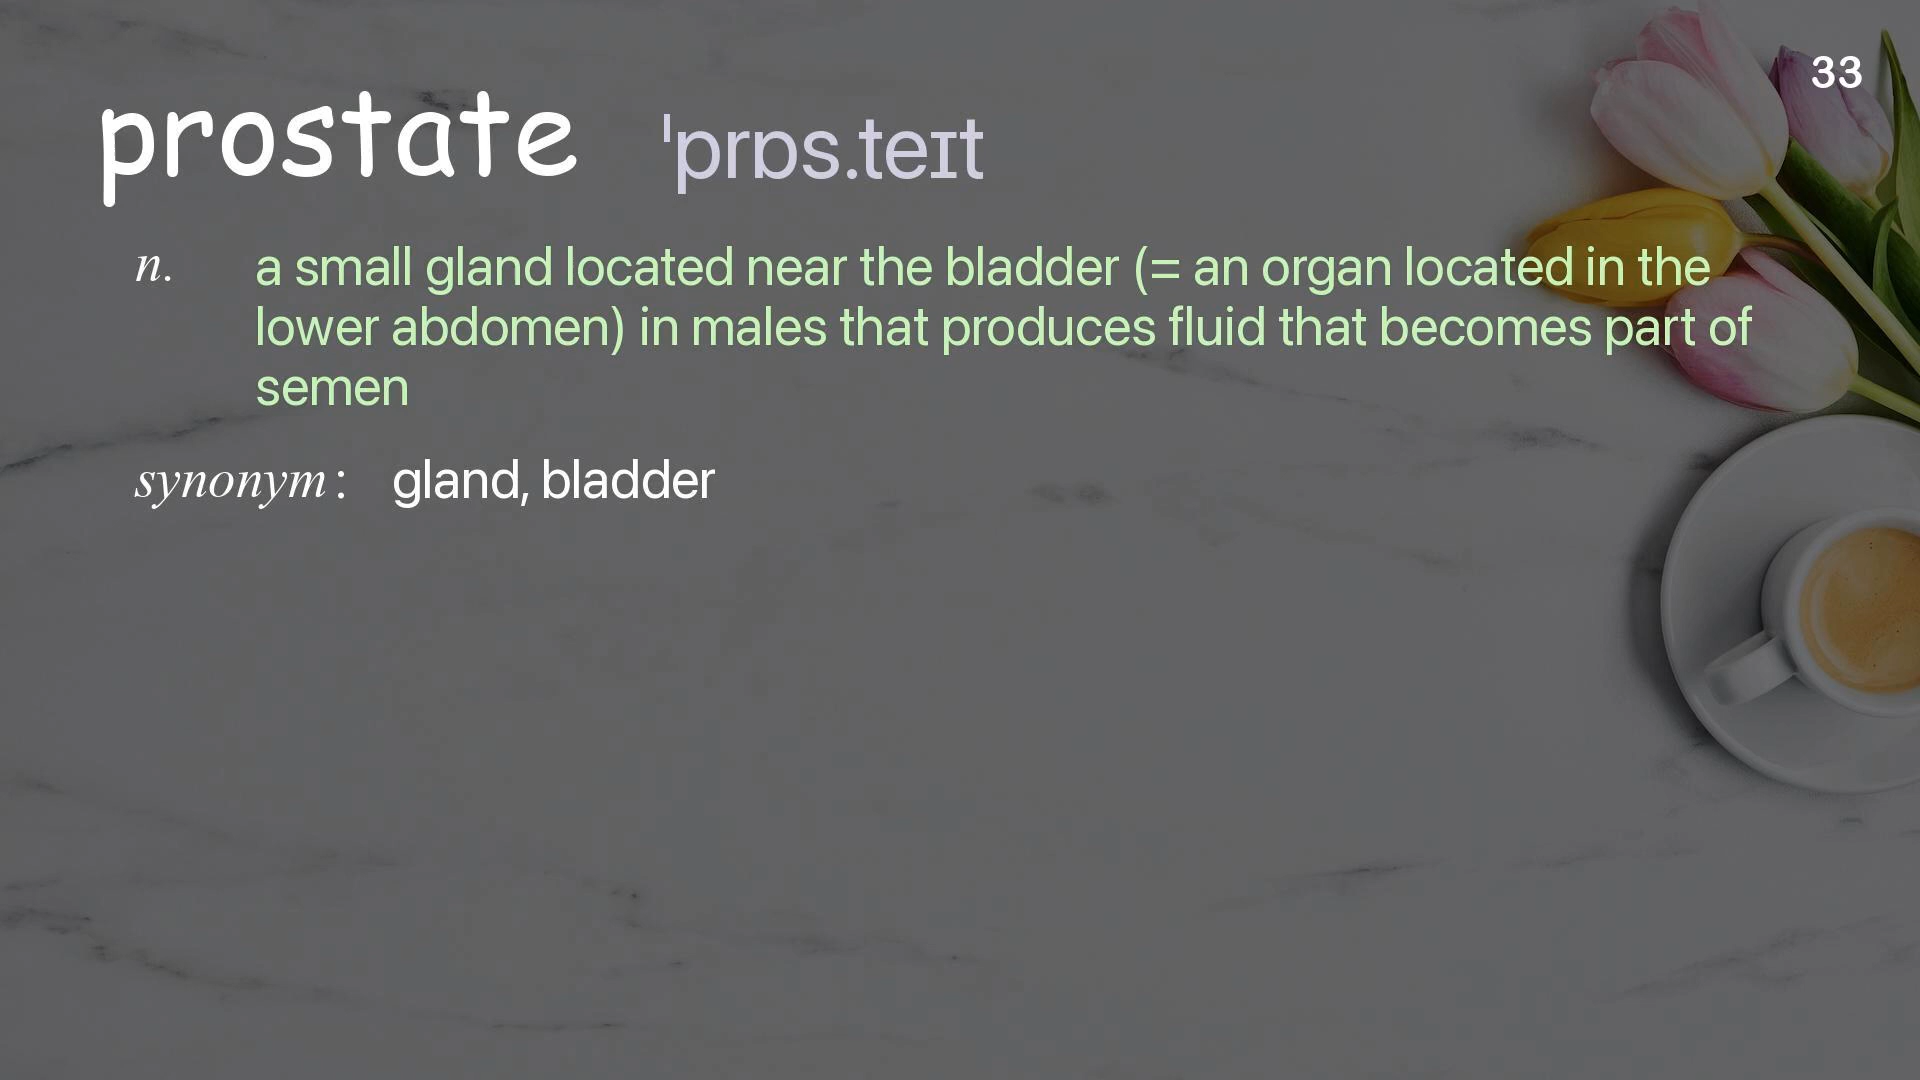 33
prostate ˈprɒs.teɪt
n. a small gland located near the bladder (= an organ located in the
lower abdomen) in males that produces fluid that becomes part of
semen
synonym: gland, bladder